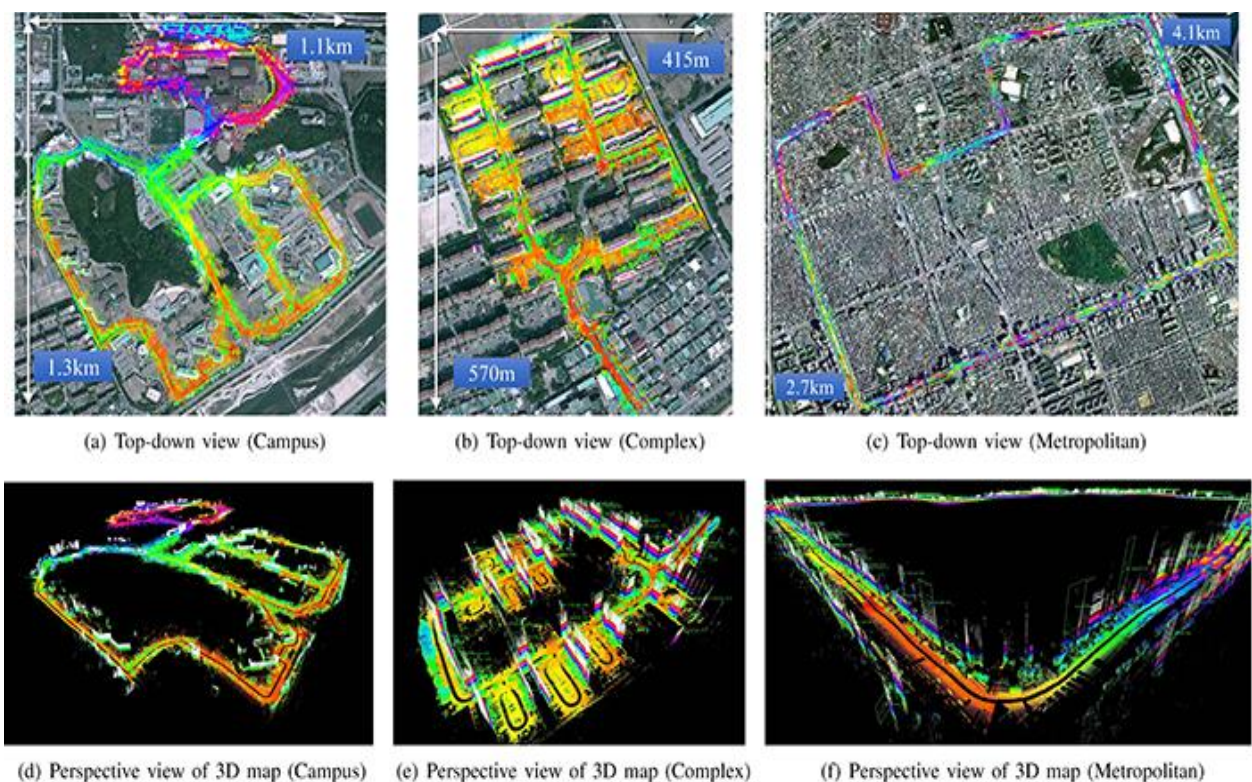 1.1km
1.3km
415m
570m
4.1km
2.7km
(a) Top-down view (Campus)
(b) Top-down view (Complex)
(c) Top-down view (Metropolitan)
(d) Perspective view of 3D map (Campus)
(e) Perspective view of 3D map (Complex)
(f) Perspective view of 3D map (Metropolitan)